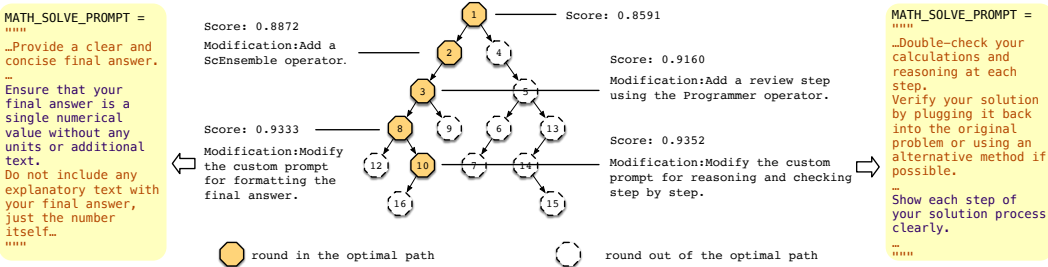 MATH_SOLVE_PROMPT =
"""
…Provide a clear and
concise final answer.
…
Ensure that your
final answer is a
single numerical
value without any
units or additional
text.
Do not include any
explanatory text with
your final answer,
just the number
itself…
"""
Score: 0.8872
Modification:Add a
ScEnsemble operator.
Score: 0.9333
Modification:Modify
the custom prompt
for formatting the
final answer.
1
2
4
3
5
8
9
6
13
12
10
7
14
16
15
Score: 0.8591
Score: 0.9160
Modification:Add a review step
using the Programmer operator.
Score: 0.9352
Modification:Modify the custom
prompt for reasoning and checking
step by step.
round in the optimal path
round out of the optimal path
MATH_SOLVE_PROMPT =
"""
…Double-check your
calculations and
reasoning at each
step.
Verify your solution
by plugging it back
into the original
problem or using an
alternative method if
possible.
…
Show each step of
your solution process
clearly.
…
"""